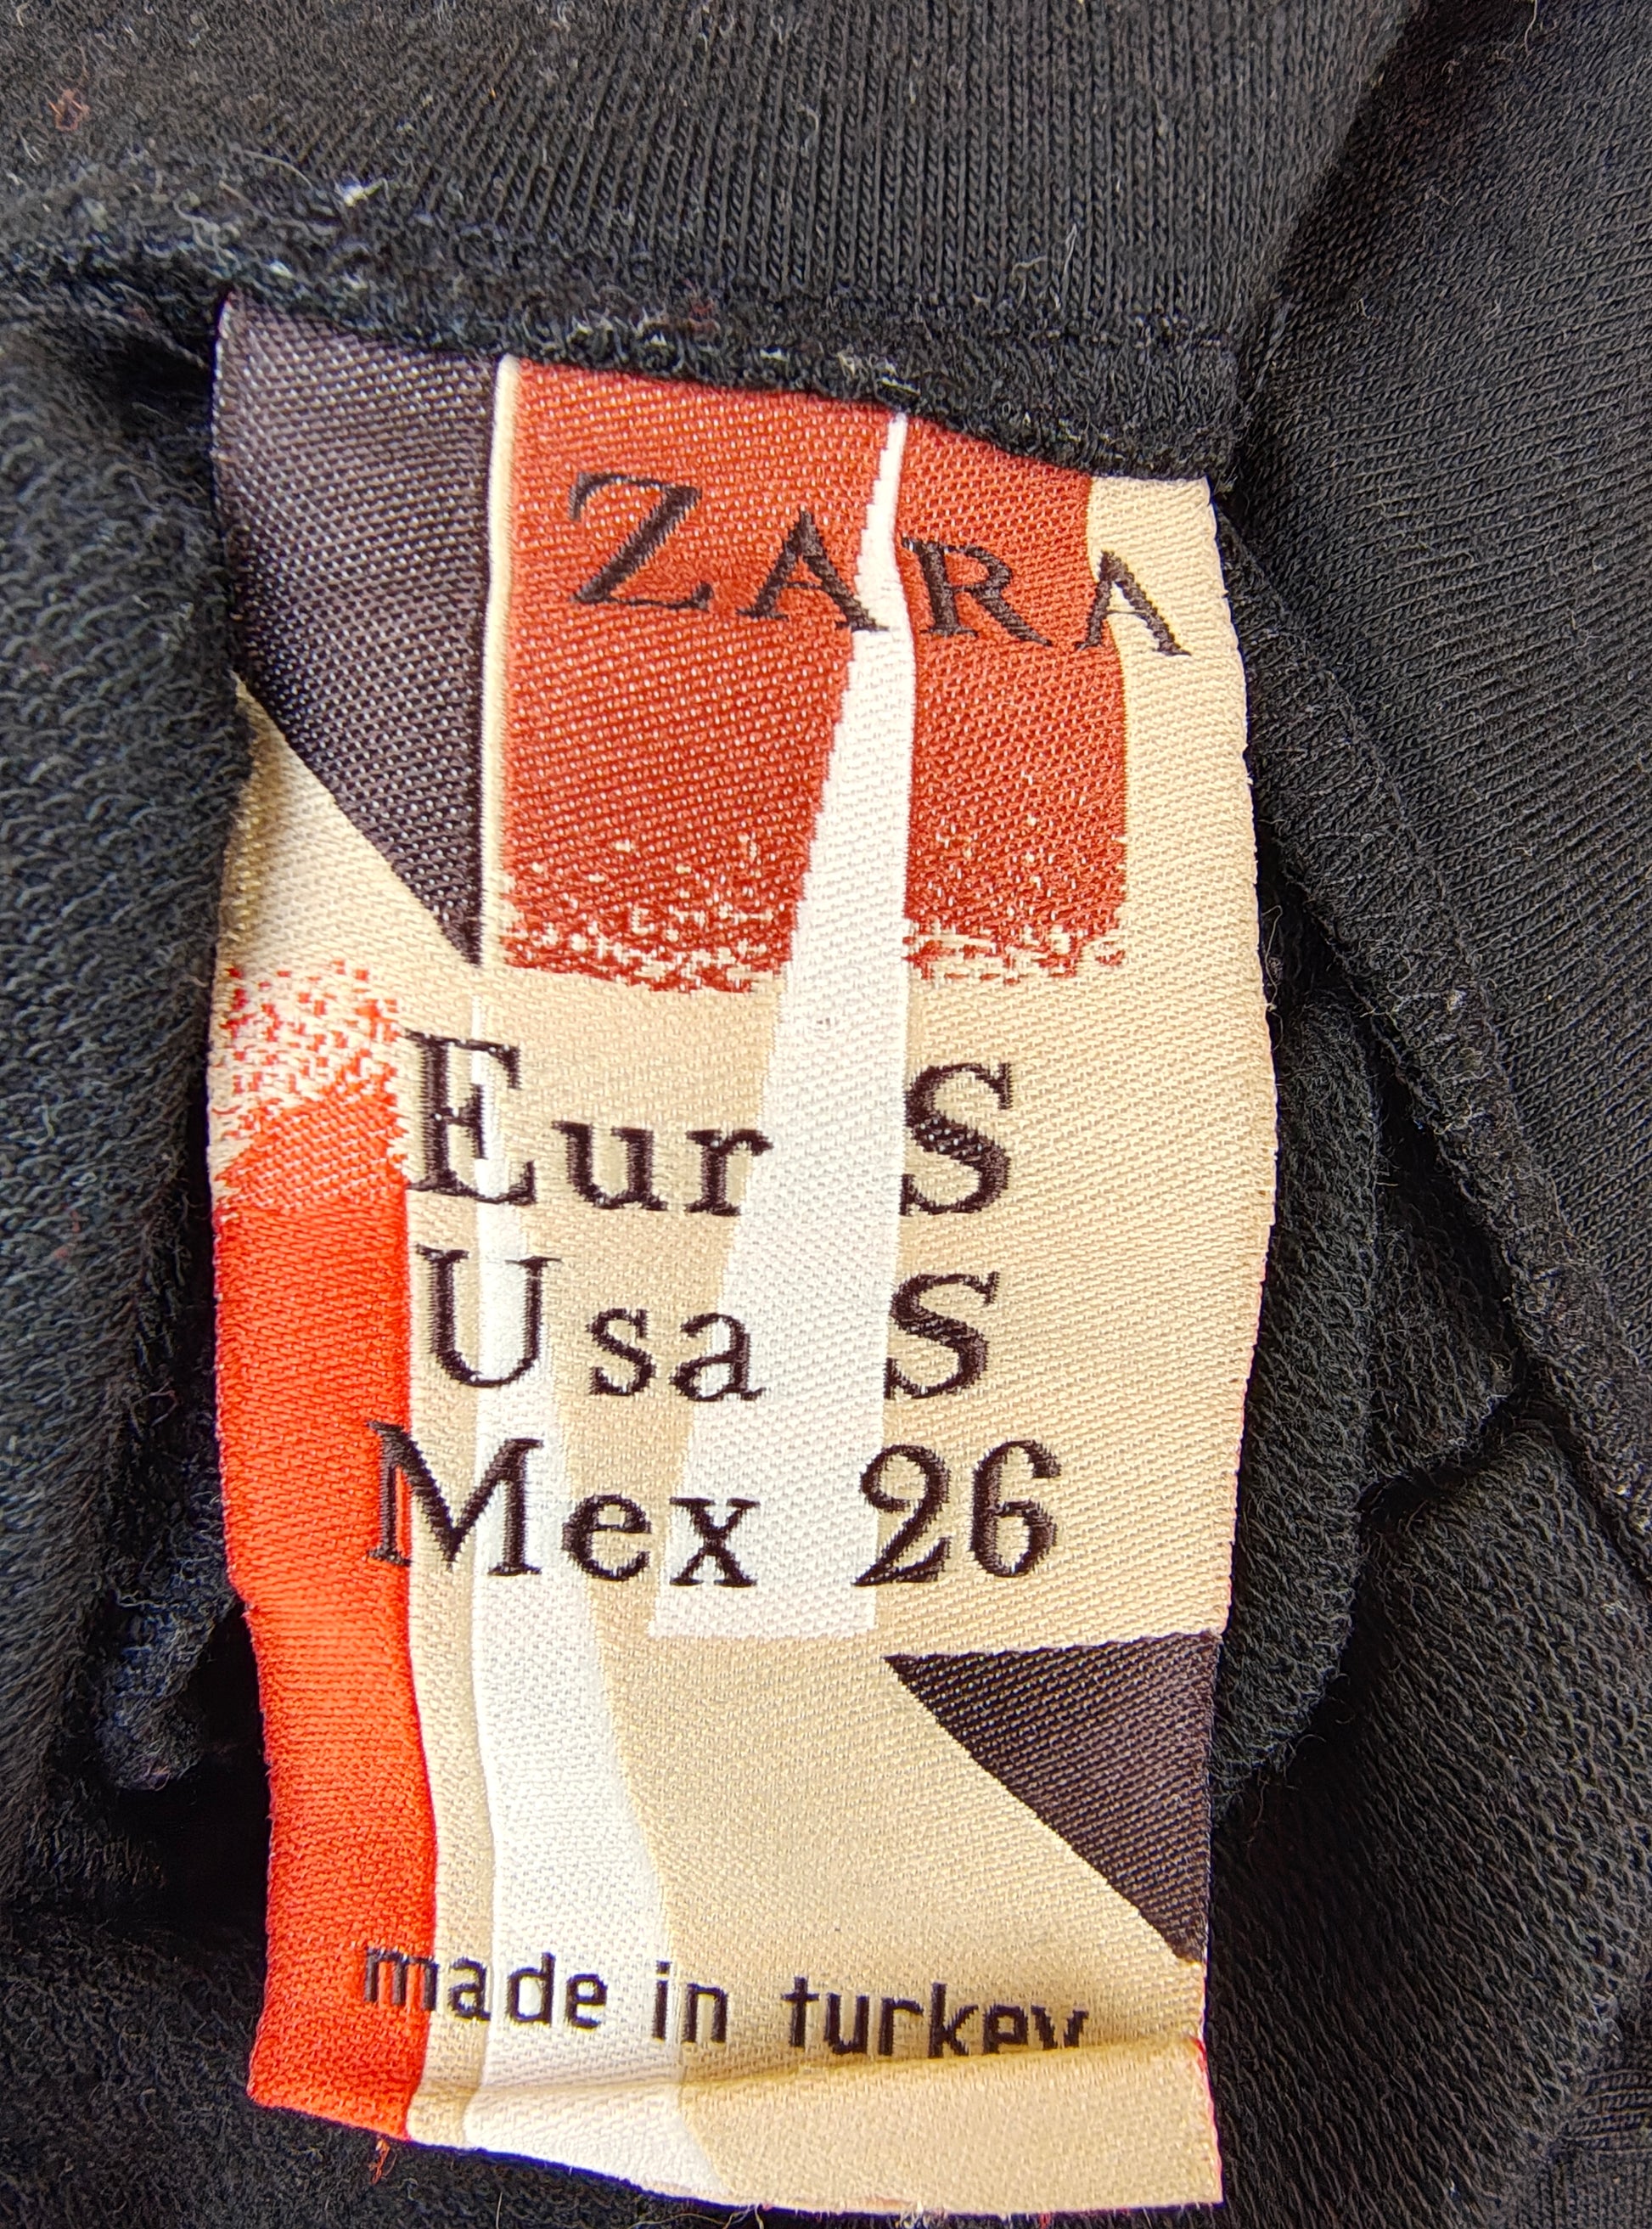 ZARA
Eur S
Usa S
Mex 26
made in turkey